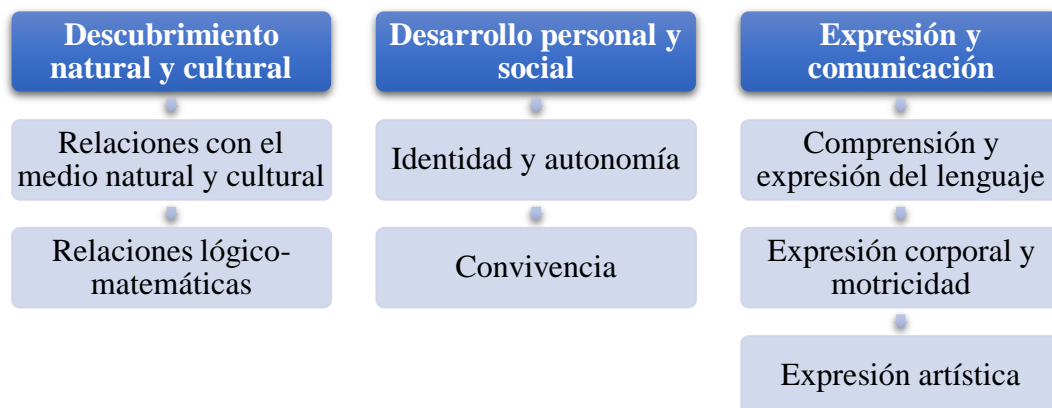 Descubrimiento
natural y cultural
Relaciones con el
medio natural y cultural
Relaciones lógico-
matemáticas
Desarrollo personal y
social
Identidad y autonomía
Convivencia
Expresión y
comunicación
Comprensión y
expresión del lenguaje
Expresión corporal y
motricidad
Expresión artística